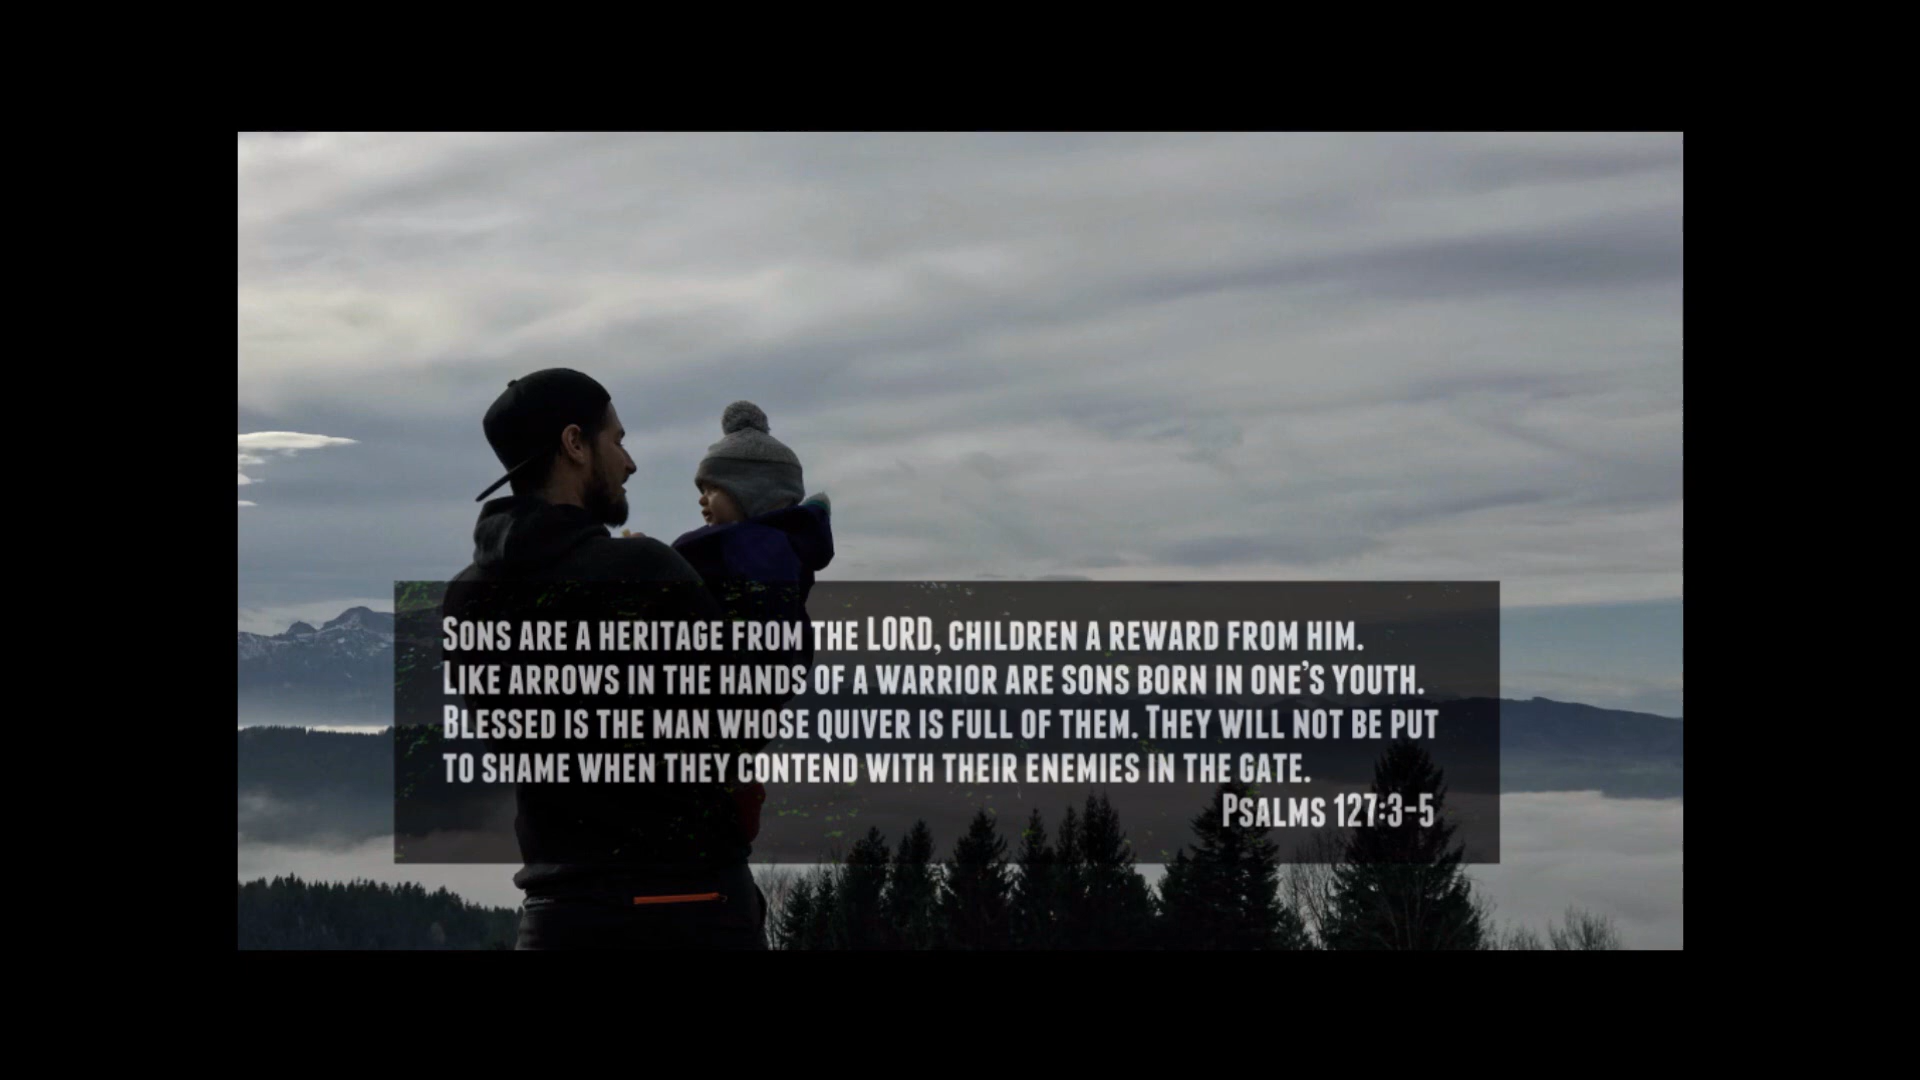 Sons are a heritage from the LORD, children a reward from him.
Like arrows in the hands of a warrior are sons born in one’s youth.
Blessed is the man whose quiver is full of them. They will not be put
to shame when they contend with their enemies in the gate.
Psalms 127:3-5